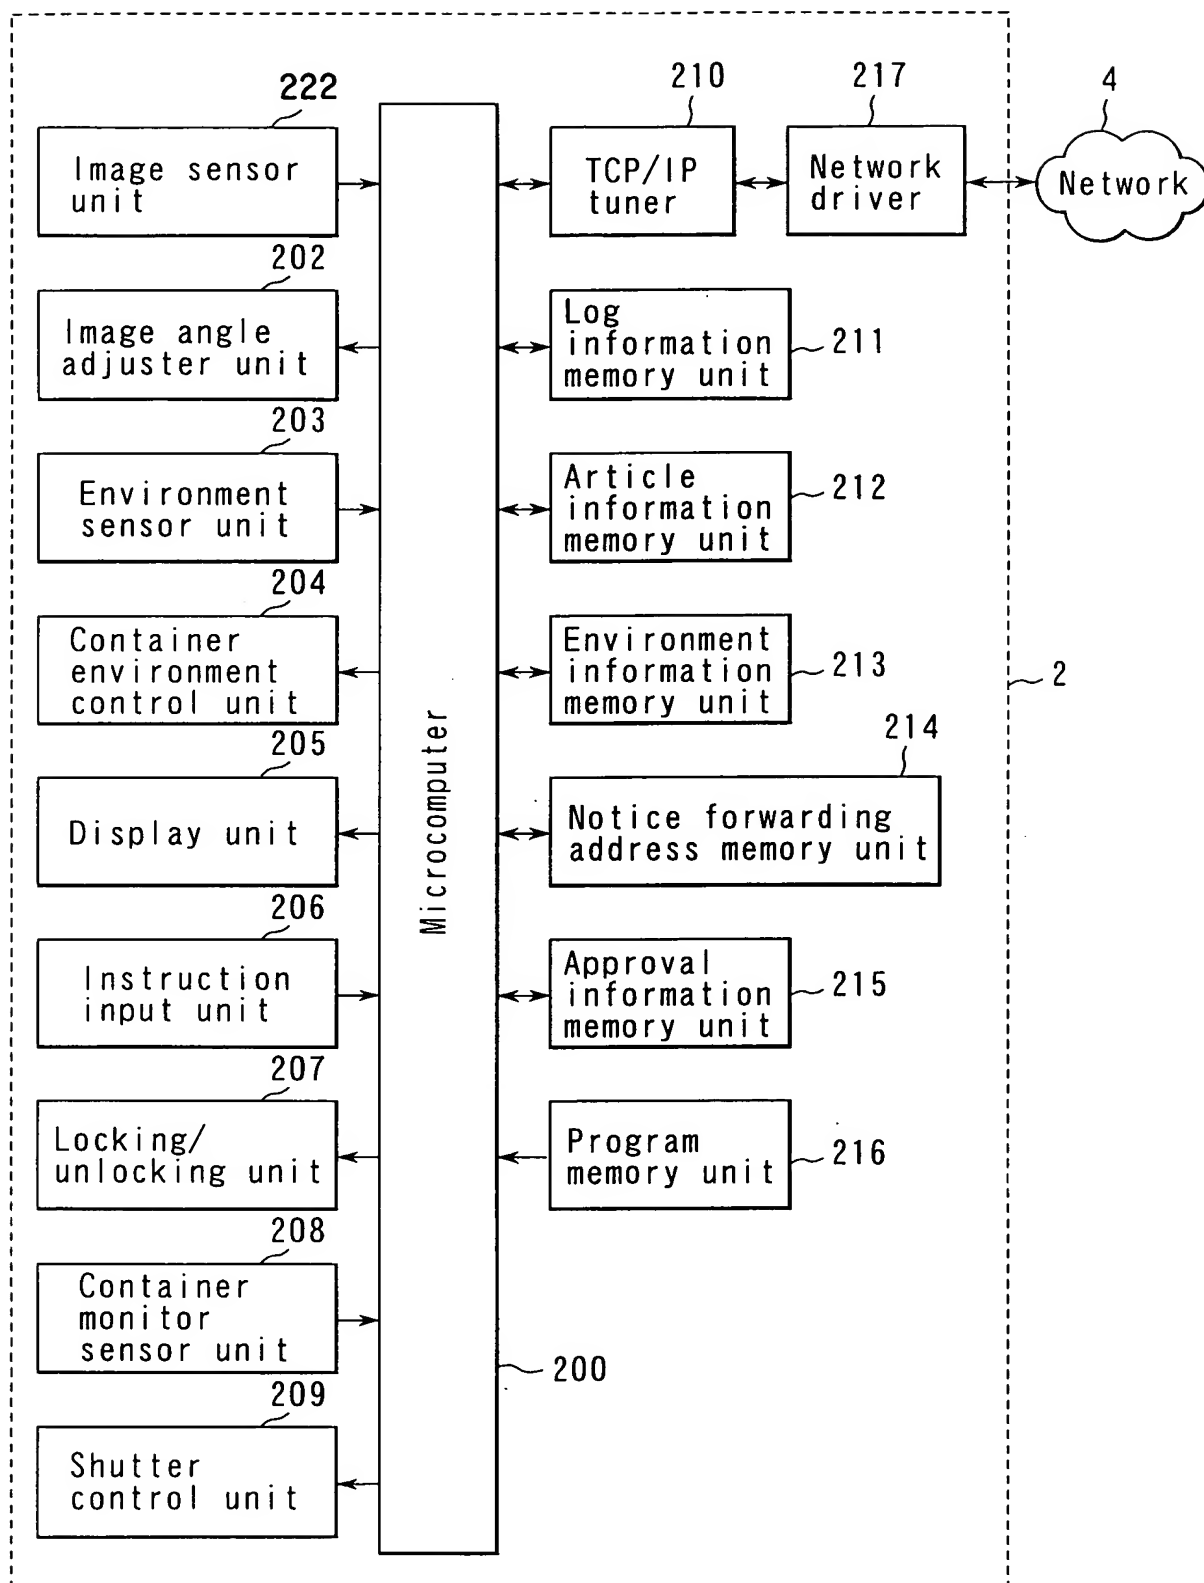 222
Image sensor
unit
202
Image angle
adjuster unit
203
Environment
sensor unit
204
Container
environment
control unit
205
Display unit
206
Instruction
input unit
207
Locking/
unlocking unit
208
Container
monitor
sensor unit
209
Shutter
control unit
Microcomputer
200
210
TCP/IP
tuner
217
Network
driver
4
Network
Log
information
memory unit
211
Article
information
memory unit
212
Environment
information
memory unit
213
2
214
Notice forwarding
address memory unit
Approval
information
memory unit
215
Program
memory unit
216